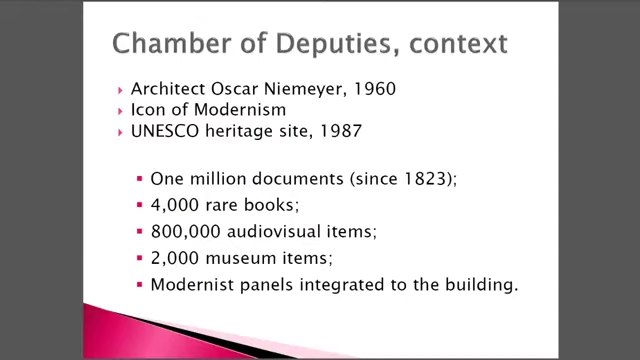 Chamber of Deputies, context
Architect Oscar Niemeyer, 1960
Icon of Modernism
UNESCO heritage site, 1987
One million documents (since 1823);
4,000 rare books;
800,000 audiovisual items;
2,000 museum items;
Modernist panels integrated to the building.